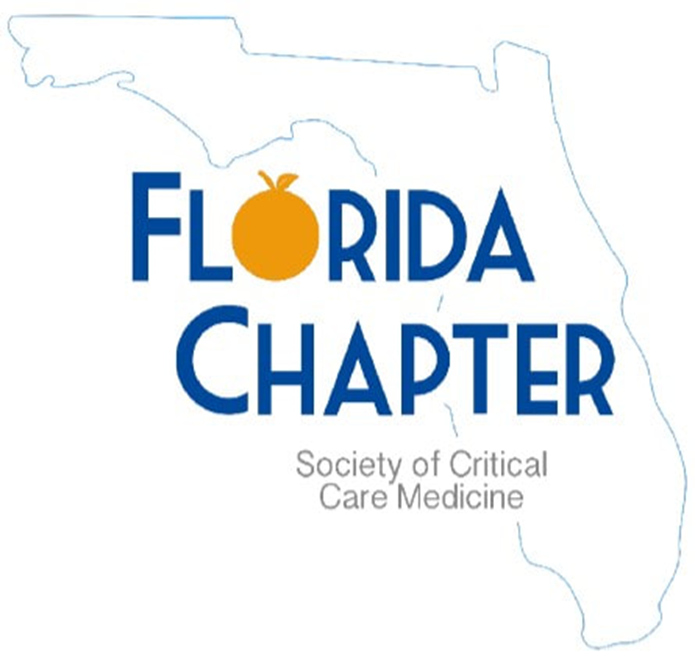 FLORIDA
CHAPTER
Society of Critical
Care Medicine